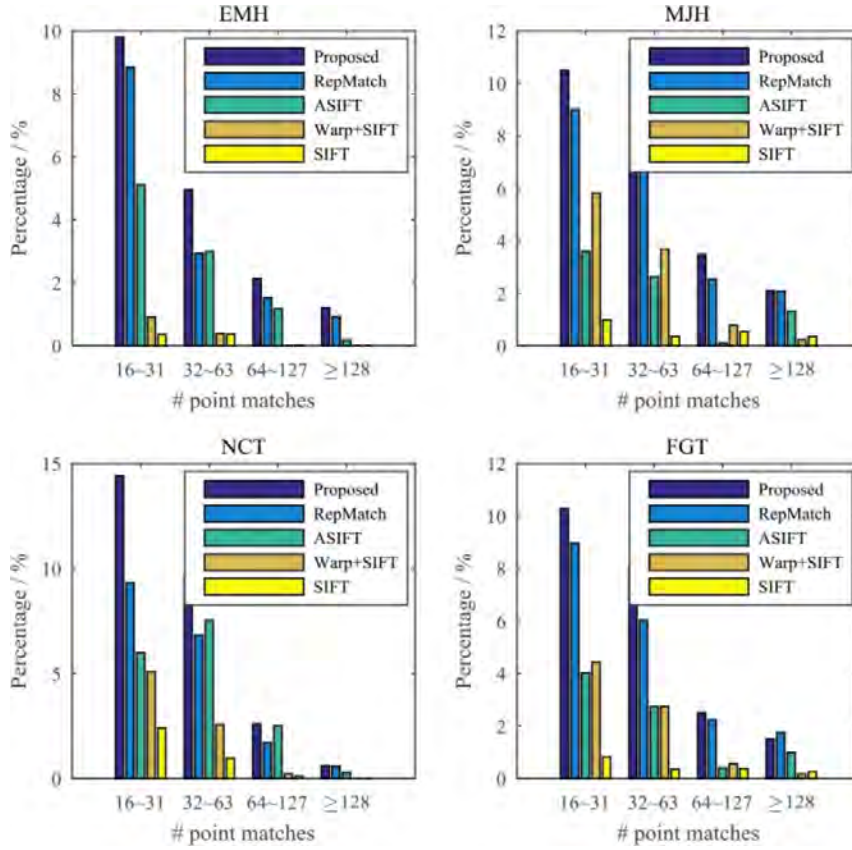 EMH
10
8
6
4
2
0
Percentage / %
Proposed
RepMatch
ASIFT
Warp+SIFT
SIFT
16~31 32~63 64~127 ≥128
# point matches
MJH
12
10
8
6
4
2
0
Percentage / %
Proposed
RepMatch
ASIFT
Warp+SIFT
SIFT
16~31 32~63 64~127 ≥128
# point matches
NCT
15
10
5
0
Percentage / %
Proposed
RepMatch
ASIFT
Warp+SIFT
SIFT
16~31 32~63 64~127 ≥128
# point matches
FGT
12
10
8
6
4
2
0
Percentage / %
Proposed
RepMatch
ASIFT
Warp+SIFT
SIFT
16~31 32~63 64~127 ≥128
# point matches